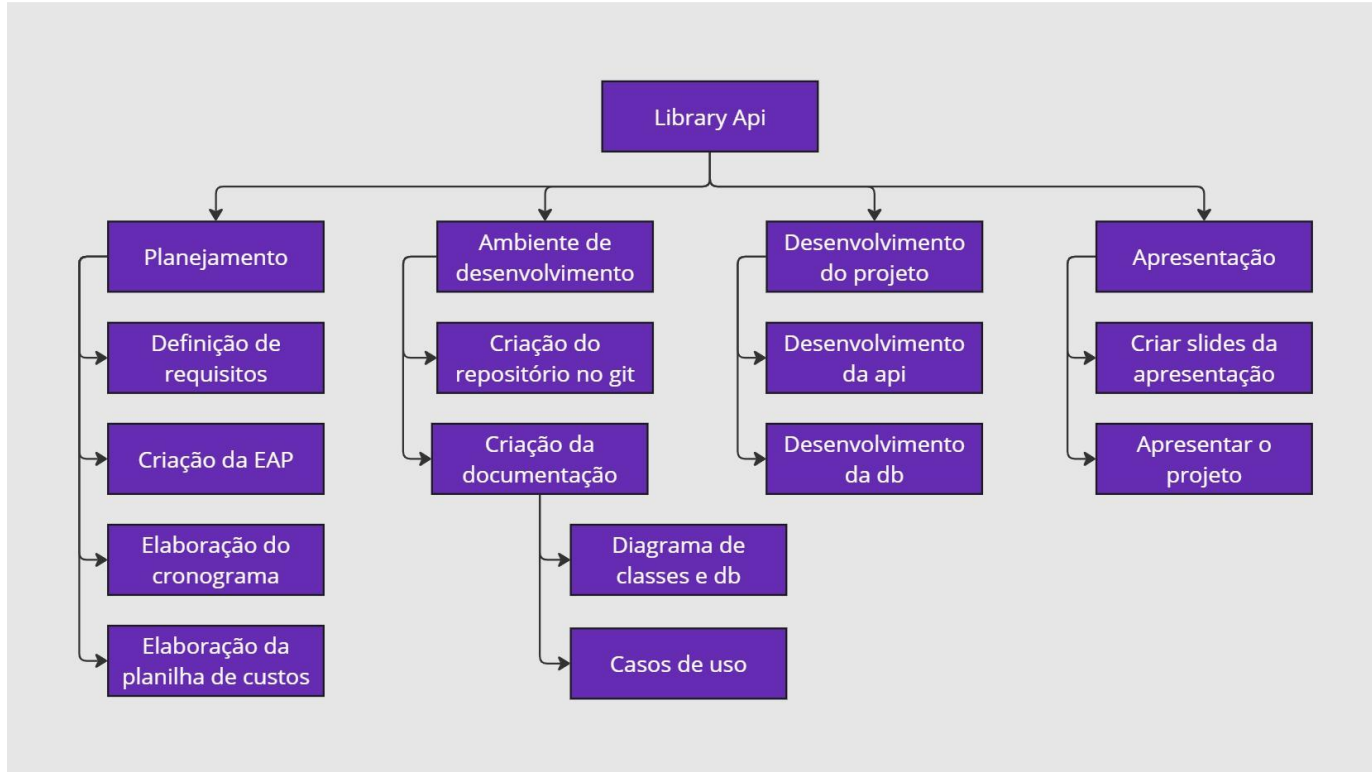 Library Api
Planejamento
Definição de
requisitos
Criação da EAP
Elaboração do
cronograma
Elaboração da
planilha de custos
Ambiente de
desenvolvimento
Criação do
repositório no git
Criação da
documentação
Diagrama de
classes e db
Casos de uso
Desenvolvimento
do projeto
Desenvolvimento
da api
Desenvolvimento
da db
Apresentação
Criar slides da
apresentação
Apresentar o
projeto